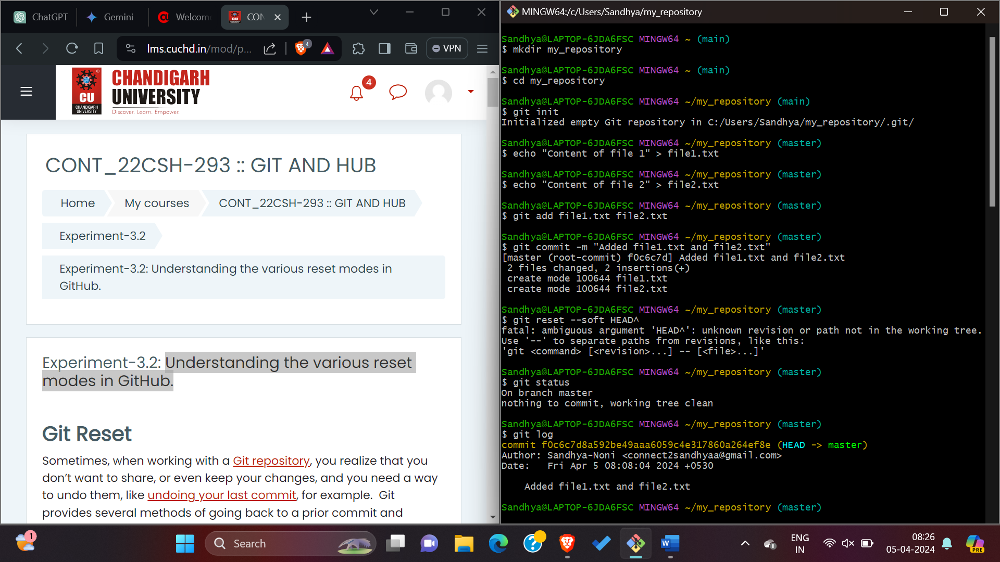 ChatGPT
Gemini
Welcom
CON
lms.cuchd.in/mod/p...
4
VPN
CU
CHANDIGARH
UNIVERSITY
CHANDIGARH
UNIVERSITY
Discover. Learn. Empower.
4
CONT_22CSH-293 :: GIT AND HUB
Home
My courses
CONT_22CSH-293 :: GIT AND HUB
Experiment-3.2
Experiment-3.2: Understanding the various reset modes in
GitHub.
Experiment-3.2: Understanding the various reset
modes in GitHub.
Git Reset
Sometimes, when working with a Git repository, you realize that you
don't want to share, or even keep your changes, and you need a way
to undo them, like undoing your last commit, for example. Git
provides several methods of going back to a prior commit and
MINGW64:/c/Users/Sandhya/my_repository
Sandhya@LAPTOP-6JDA6FSC MINGW64 ~ (main)
$ mkdir my_repository
Sandhya@LAPTOP-6JDA6FSC MINGW64 ~ (main)
$ cd my_repository
Sandhya@LAPTOP-6JDA6FSC MINGW64 ~/my_repository (main)
$ git init
Initialized empty Git repository in C:/Users/Sandhya/my_repository/.git/
Sandhya@LAPTOP-6JDA6FSC MINGW64 ~/my_repository (master)
$ echo "Content of file 1" > file1.txt
Sandhya@LAPTOP-6JDA6FSC MINGW64 ~/my_repository (master)
$ echo "Content of file 2" > file2.txt
Sandhya@LAPTOP-6JDA6FSC MINGW64 ~/my_repository (master)
$ git add file1.txt file2.txt
Sandhya@LAPTOP-6JDA6FSC MINGW64 ~/my_repository (master)
$ git commit -m "Added file1.txt and file2.txt"
[master (root-commit) f0c6c7d] Added file1.txt and file2.txt
2 files changed, 2 insertions(+)
create mode 100644 file1.txt
create mode 100644 file2.txt
Sandhya@LAPTOP-6JDA6FSC MINGW64 ~/my_repository (master)
$ git reset --soft HEAD^
fatal: ambiguous argument 'HEAD^': unknown revision or path not in the working tree.
Use '--' to separate paths from revisions, like this:
'git <command> [<revision>...] -- [<file>...]'
Sandhya@LAPTOP-6JDA6FSC MINGW64 ~/my_repository (master)
$ git status
On branch master
nothing to commit, working tree clean
Sandhya@LAPTOP-6JDA6FSC MINGW64 ~/my_repository (master)
$ git log
commit f0c6c7d8a592be49aaa6059c4e317860a264ef8e (HEAD -> master)
Author: Sandhya-Noni <connect2sandhyaa@gmail.com>
Date:   Fri Apr 5 08:08:04 2024 +0530
Added file1.txt and file2.txt
Sandhya@LAPTOP-6JDA6FSC MINGW64 ~/my_repository (master)
1
Search
W
ENG
IN
08:26
05-04-2024
PRE